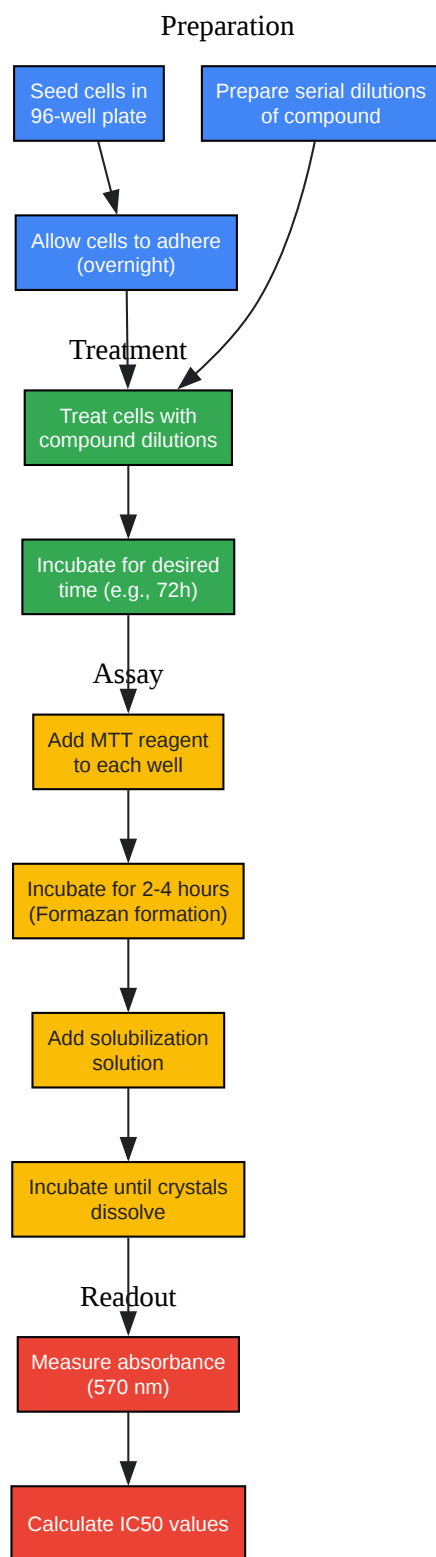 Preparation
Seed cells in
96-well plate
Prepare serial dilutions
of compound
Allow cells to adhere
(overnight)
Treatment
Treat cells with
compound dilutions
Incubate for desired
time (e.g., 72h)
Assay
Add MTT reagent
to each well
Incubate for 2-4 hours
(Formazan formation)
Add solubilization
solution
Incubate until crystals
dissolve
Readout
Measure absorbance
(570 nm)
Calculate IC50 values